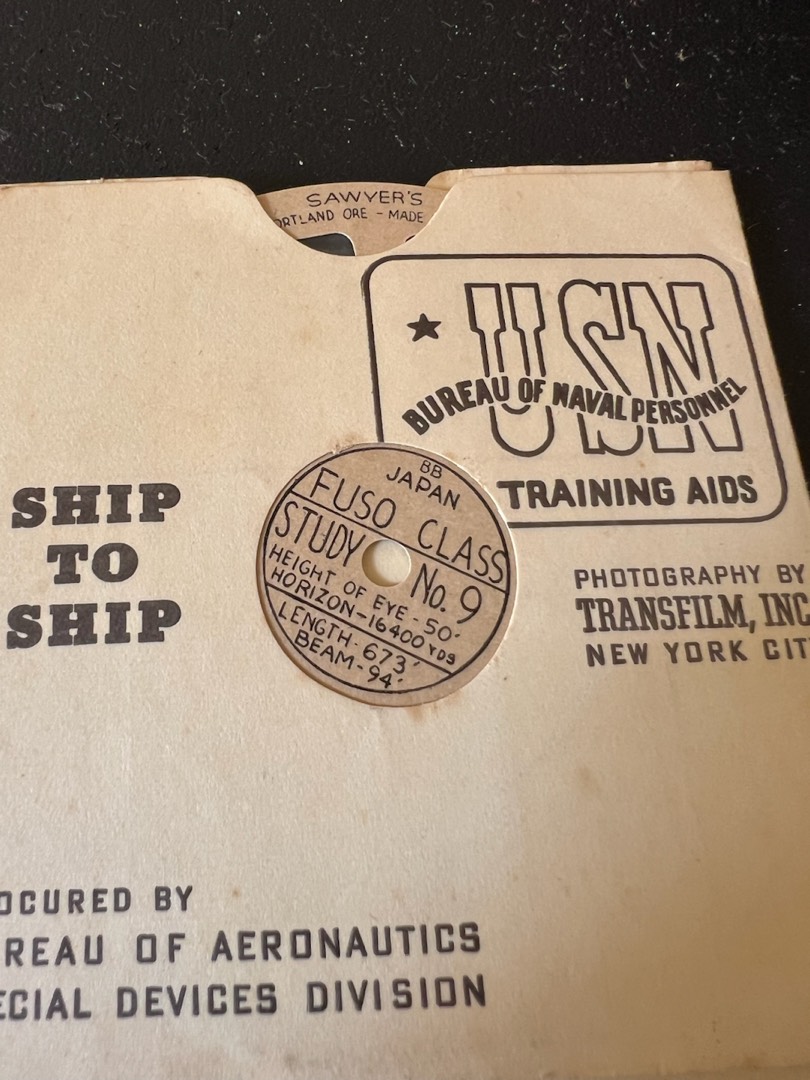 SAWYER'S
ORTLAND ORE - MADE
USN
BUREAU OF NAVAL PERSONNEL
TRAINING AIDS
SHIP
TO
SHIP
BB
JAPAN
FUSO CLASS
STUDY No. 9
HEIGHT OF EYE - 50'
HORIZON - 16400 YDS
LENGTH - 673'
BEAM - 94'
PHOTOGRAPHY BY
TRANSFILM, INC
NEW YORK CIT
OCURED BY
REAU OF AERONAUTICS
ECIAL DEVICES DIVISION